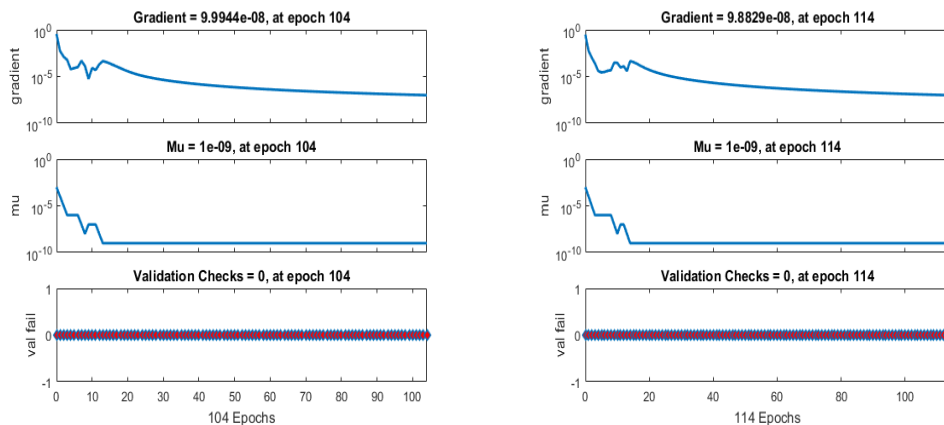 Gradient = 9.9944e-08, at epoch 104
10^0
10^-5
10^-10
gradient
Mu = 1e-09, at epoch 104
10^0
10^-5
10^-10
mu
Validation Checks = 0, at epoch 104
1
0
-1
val fail
0 10 20 30 40 50 60 70 80 90 100
104 Epochs
Gradient = 9.8829e-08, at epoch 114
10^0
10^-5
10^-10
gradient
Mu = 1e-09, at epoch 114
10^0
10^-5
10^-10
mu
Validation Checks = 0, at epoch 114
1
0
-1
val fail
0 20 40 60 80 100
114 Epochs